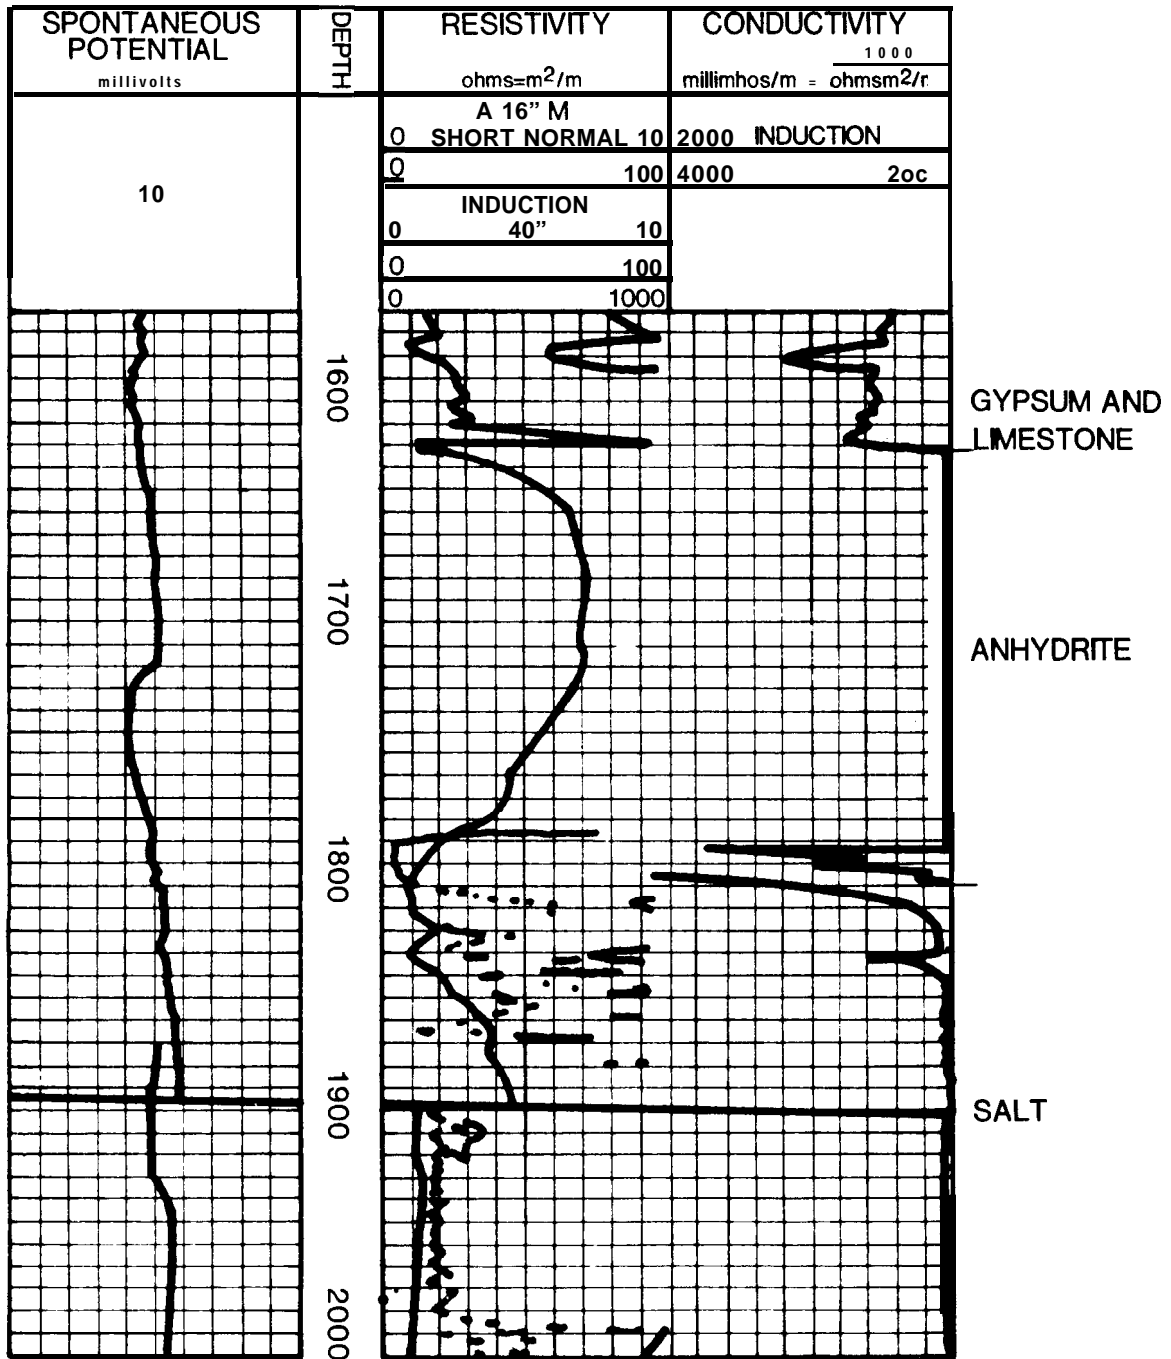 SPONTANEOUS
POTENTIAL
millivolts
DEPTH
RESISTIVITY
ohms=m²/m
CONDUCTIVITY
1000
millimhos/m = ohmsm²/r
A 16” M
0 SHORT NORMAL 10
2000 INDUCTION
0 100
4000 2oc
10
INDUCTION
0 40” 10
0 100
0 1000
1600
1700
1800
1900
2000
GYPSUM AND
LIMESTONE
ANHYDRITE
SALT